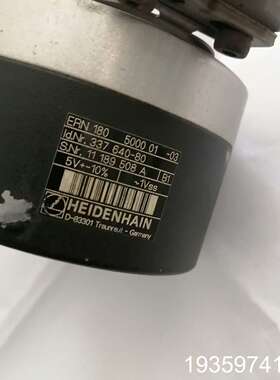 ERN 180 5000 01 -03
Id.Nr. 337 640-80
S.Nr. 11 189 508 A B1
5V+-10% ~1Vss
HEIDENHAIN
D-83301 Traunreut - Germany
19359741